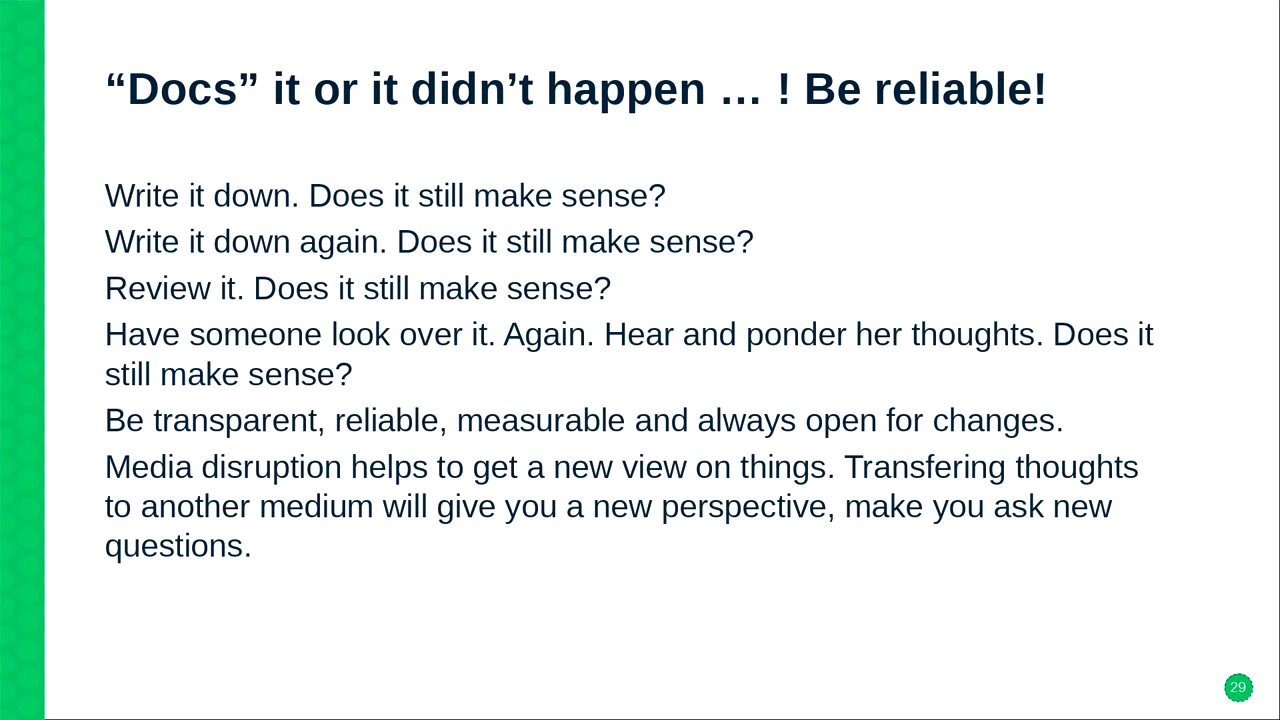 “Docs” it or it didn’t happen … ! Be reliable!
Write it down. Does it still make sense?
Write it down again. Does it still make sense?
Review it. Does it still make sense?
Have someone look over it. Again. Hear and ponder her thoughts. Does it
still make sense?
Be transparent, reliable, measurable and always open for changes.
Media disruption helps to get a new view on things. Transfering thoughts
to another medium will give you a new perspective, make you ask new
questions.
29